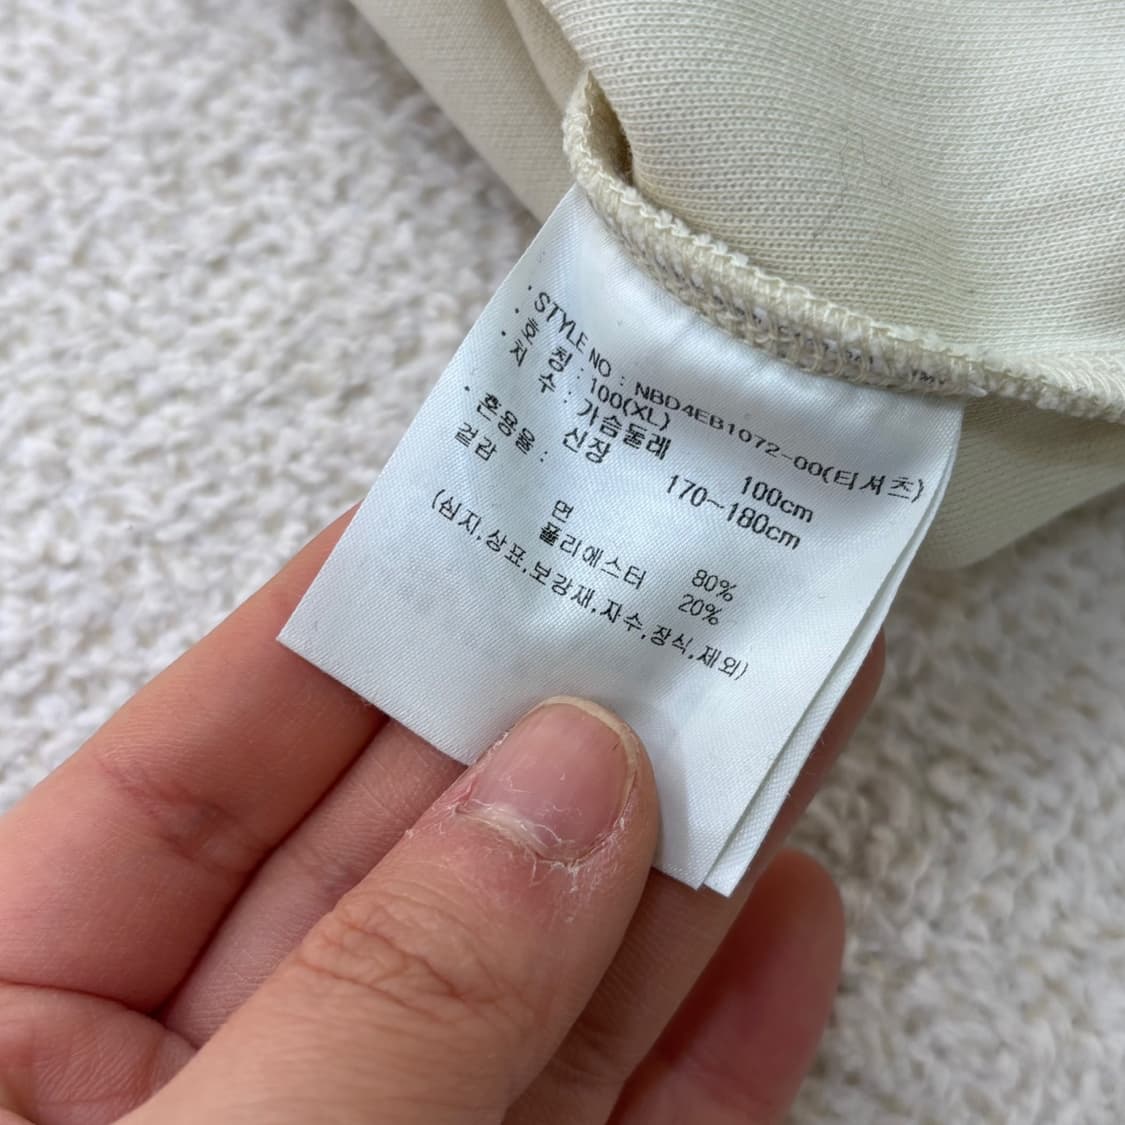 · STYLE NO : NBD4EB1072-00(티셔츠)
· 호 칭 : 100(XL)
· 치 수 : 가슴둘레 100cm
신장 170~180cm
· 혼용율 :
겉감 면 80%
폴리에스터 20%
(심지,상표,보강재,자수,장식,제외)